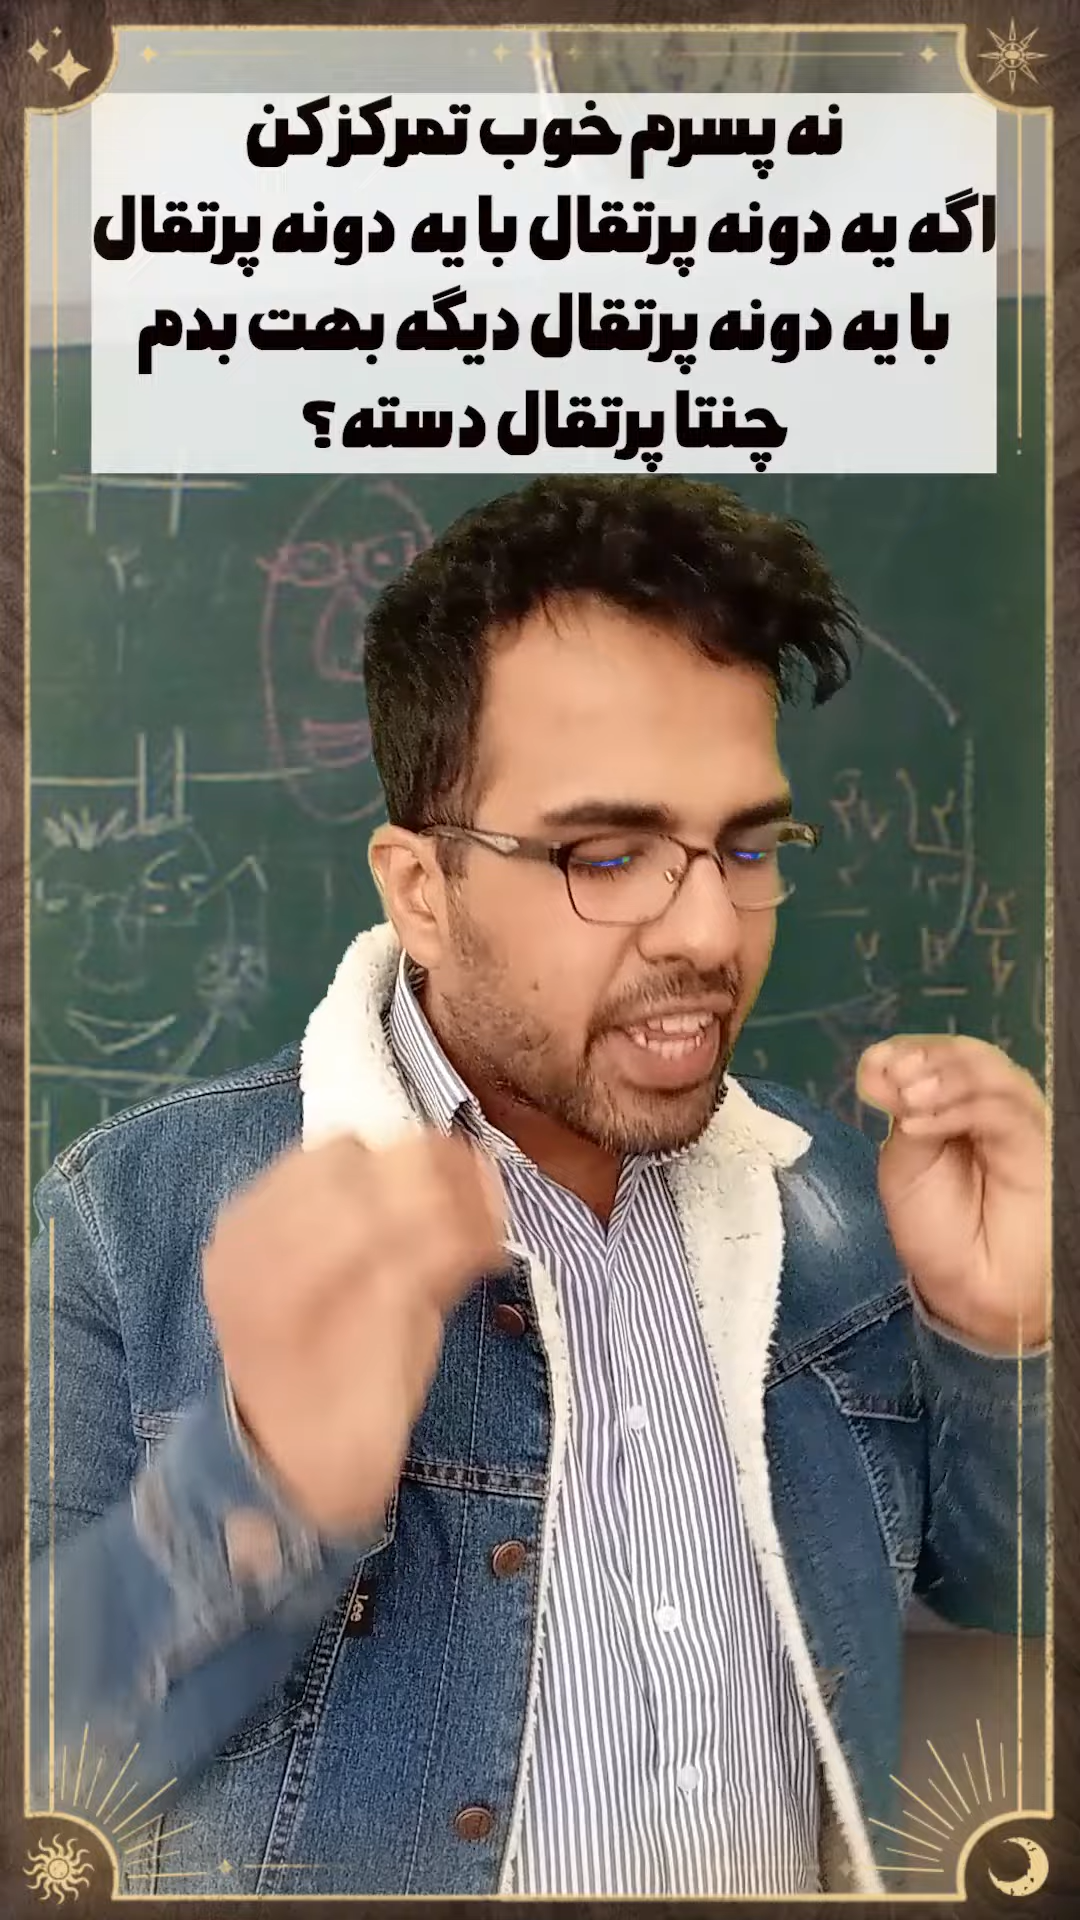 نه پسرم خوب تمرکز کن
اگه یه دونه پرتقال با یه دونه پرتقال
با یه دونه پرتقال دیگه بهت بدم
چنتا پرتقال دسته؟
Lee